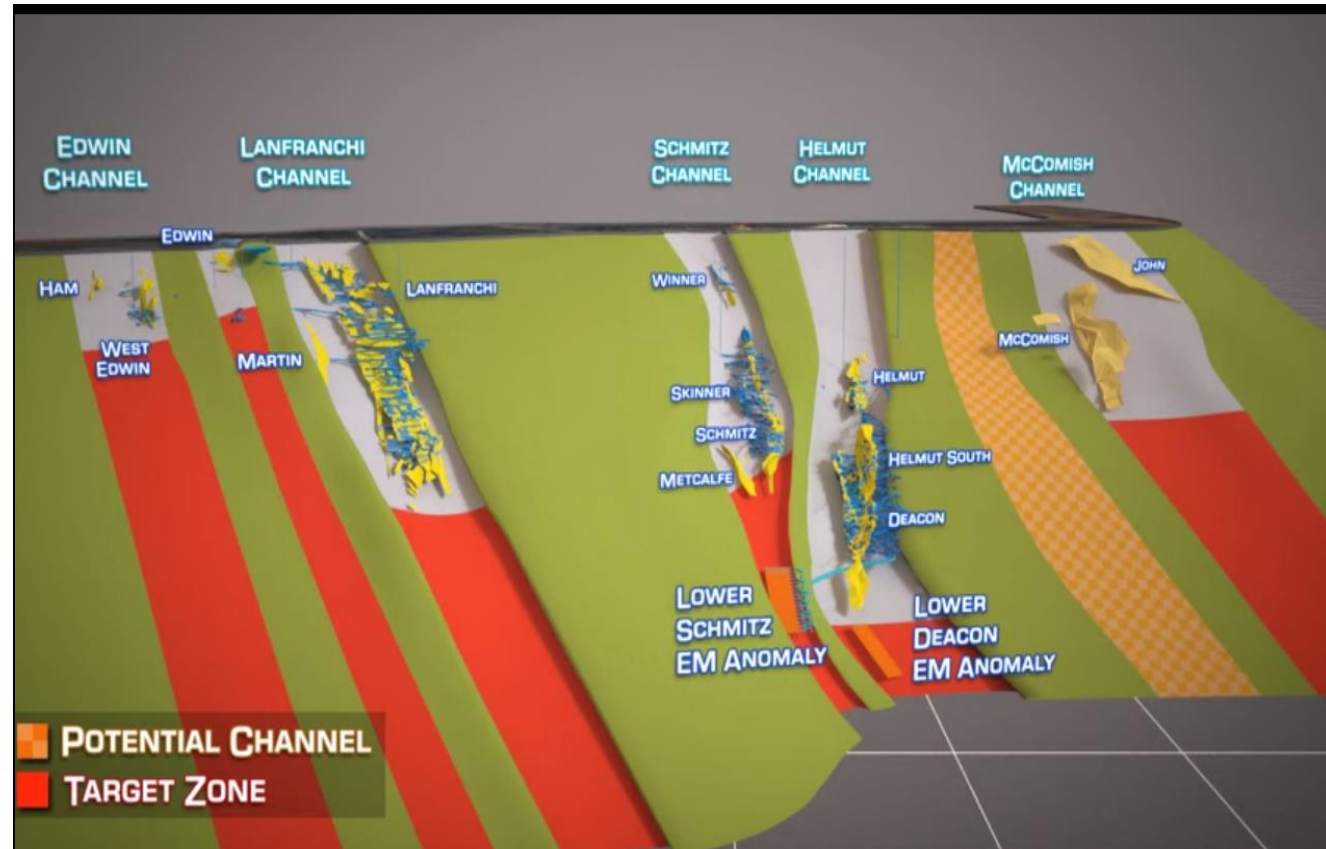 EDWIN
CHANNEL
LANFRANCHI
CHANNEL
SCHMITZ
CHANNEL
HELMUT
CHANNEL
MCCOMISH
CHANNEL
EDWIN
HAM
WEST
EDWIN
MARTIN
LANFRANCHI
WINNER
SKINNER
SCHMITZ
METCALFE
HELMUT
HELMUT SOUTH
DEACON
JOHN
MCCOMISH
LOWER
SCHMITZ
EM ANOMALY
LOWER
DEACON
EM ANOMALY
POTENTIAL CHANNEL
TARGET ZONE